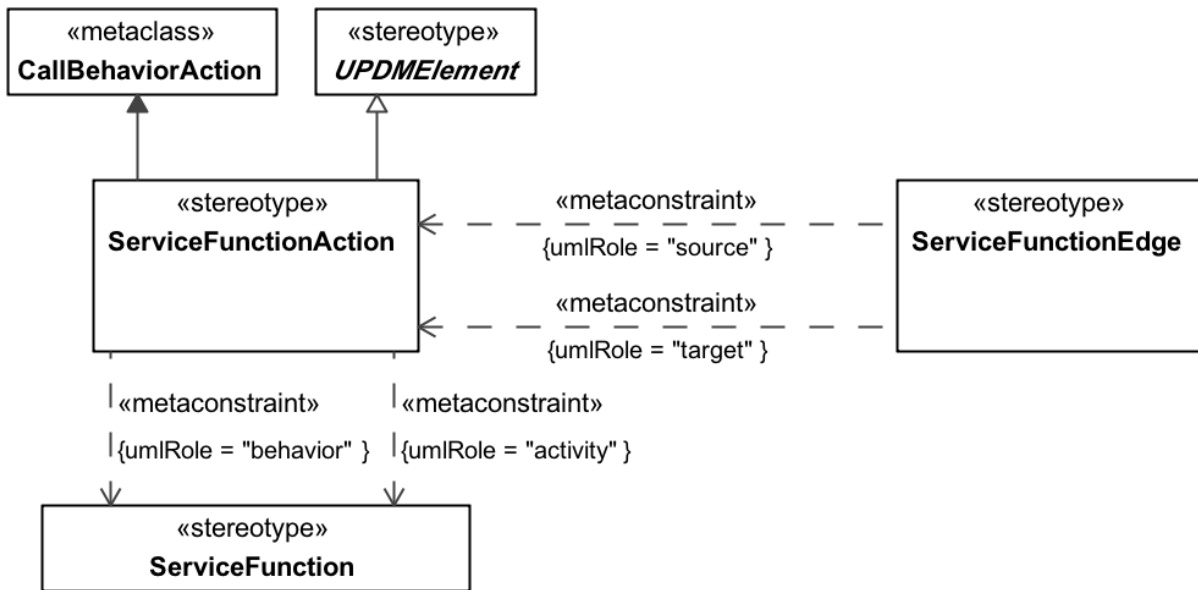 «metaclass»
CallBehaviorAction
«stereotype»
UPDMElement
«stereotype»
ServiceFunctionAction
«metaconstraint»
{umlRole = "source" }
«metaconstraint»
{umlRole = "target" }
«stereotype»
ServiceFunctionEdge
«metaconstraint»
{umlRole = "behavior" }
«metaconstraint»
{umlRole = "activity" }
«stereotype»
ServiceFunction